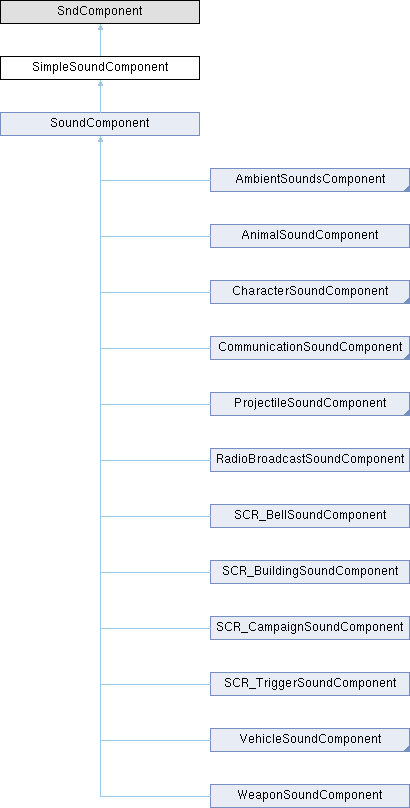 SndComponent
SimpleSoundComponent
SoundComponent
AmbientSoundsComponent
AnimalSoundComponent
CharacterSoundComponent
CommunicationSoundComponent
ProjectileSoundComponent
RadioBroadcastSoundComponent
SCR_BellSoundComponent
SCR_BuildingSoundComponent
SCR_CampaignSoundComponent
SCR_TriggerSoundComponent
VehicleSoundComponent
WeaponSoundComponent